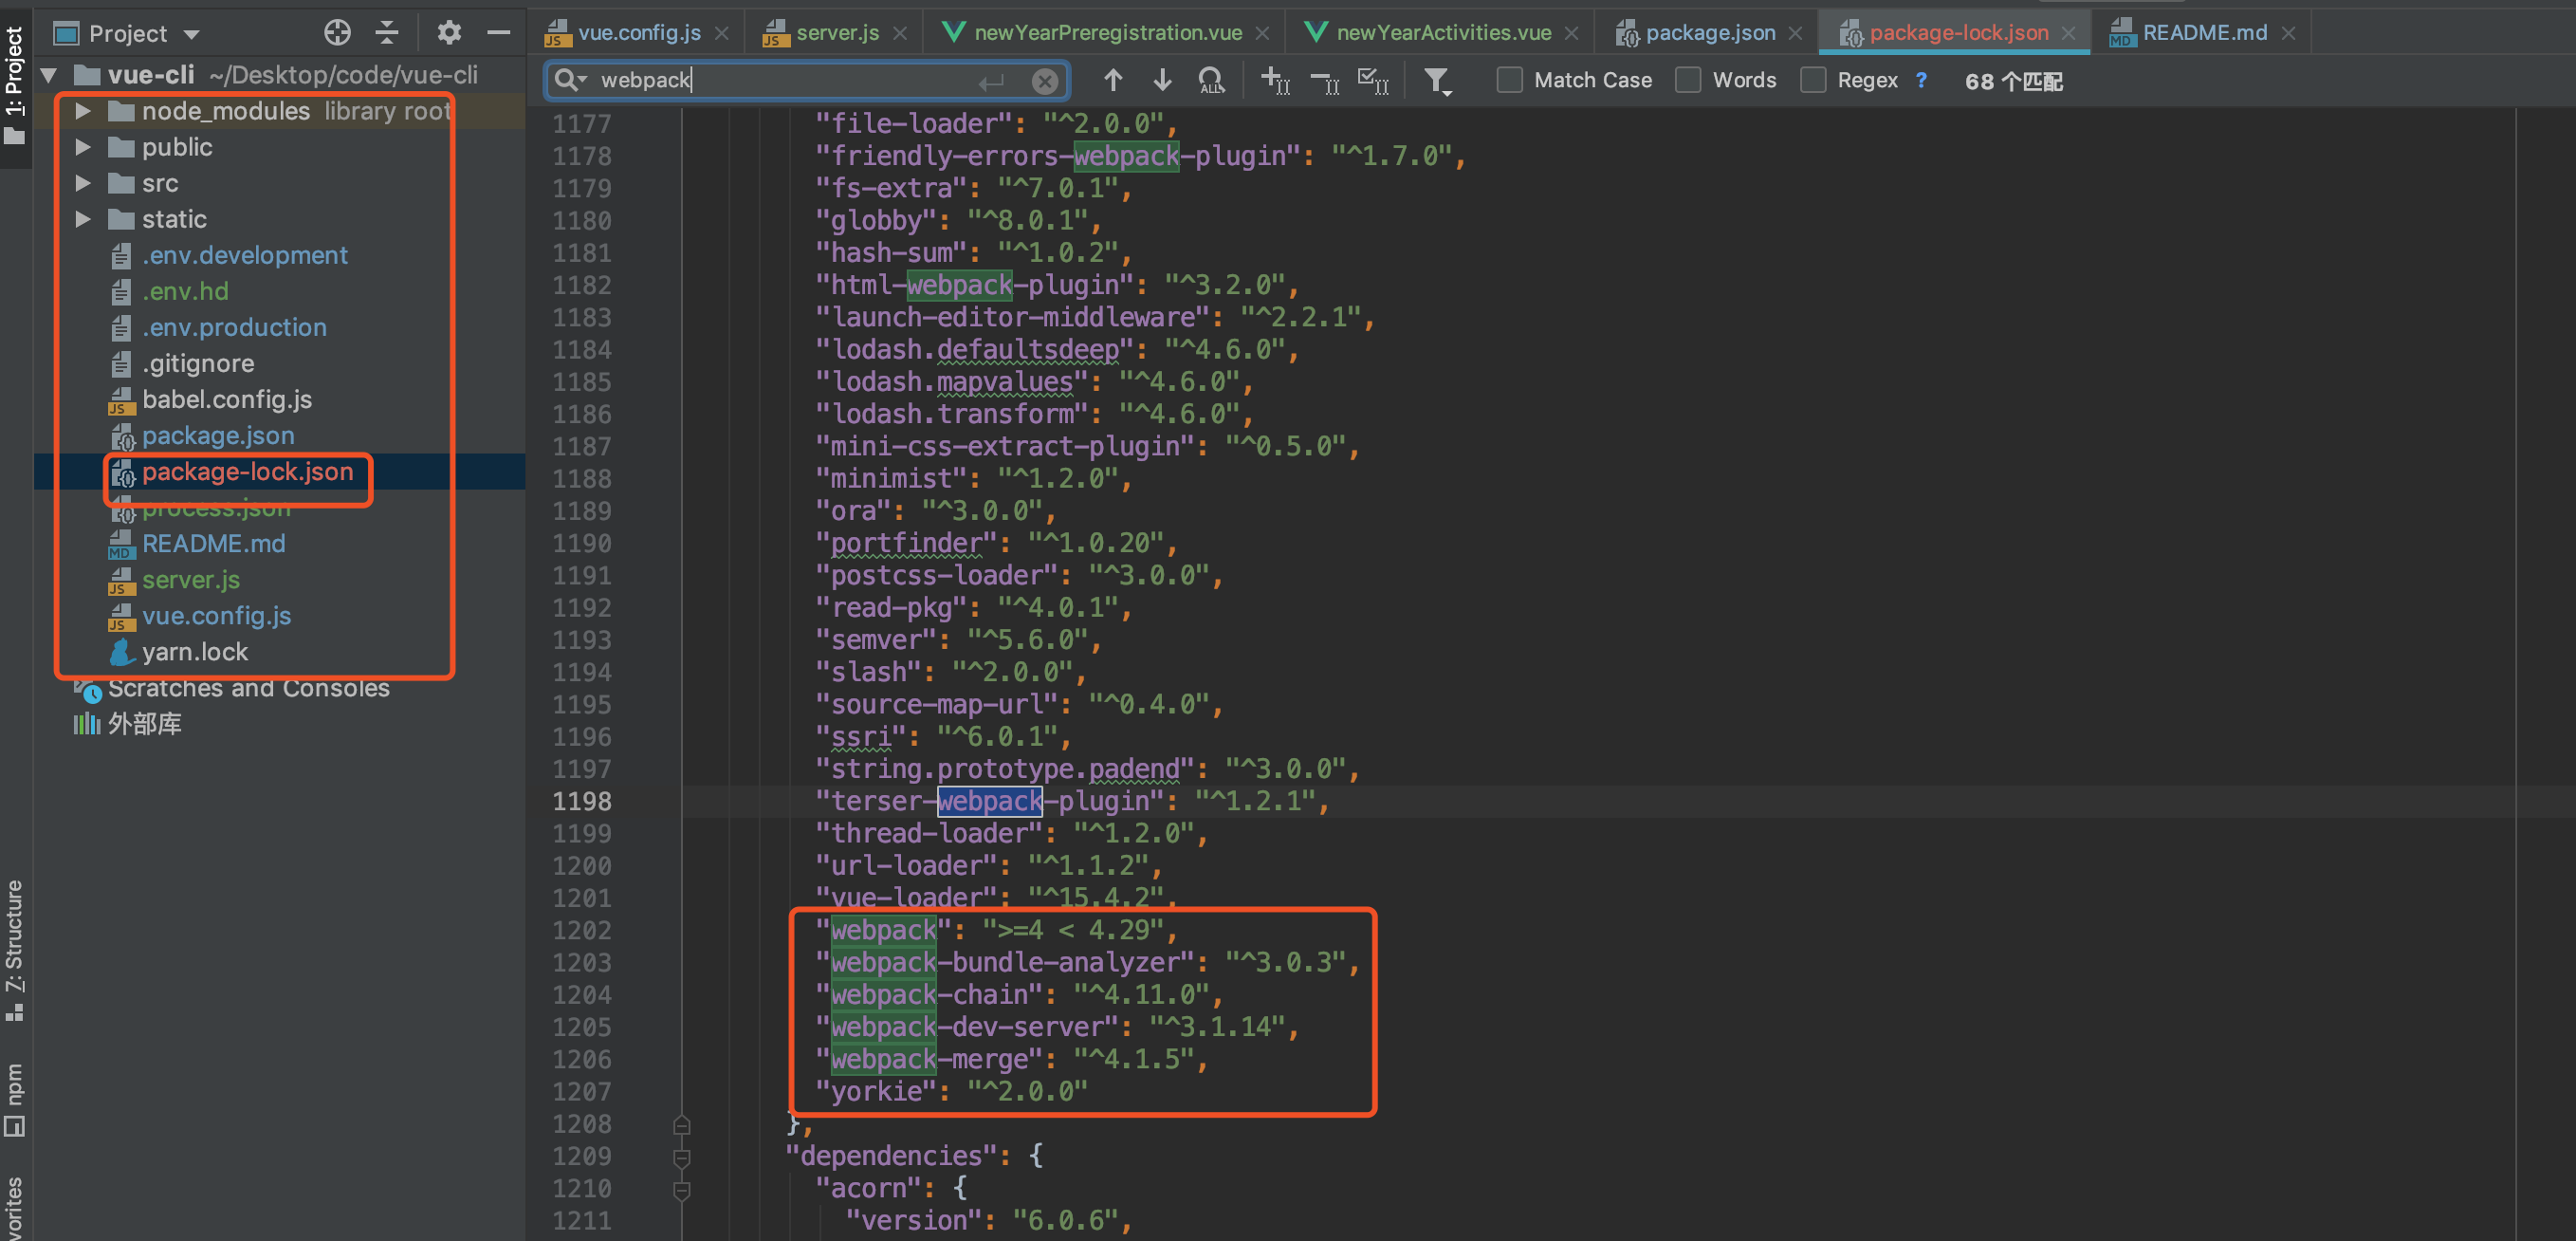 Project
vue.config.js
server.js
newYearPreregistration.vue
newYearActivities.vue
package.json
package-lock.json
README.md
1: Project
vue-cli ~/Desktop/code/vue-cli
webpack
ALL
Match Case
Words
Regex
?
68 个匹配
node_modules library root
public
src
static
.env.development
.env.hd
.env.production
.gitignore
babel.config.js
package.json
package-lock.json
process.json
README.md
server.js
vue.config.js
yarn.lock
Scratches and Consoles
外部库
Z: Structure
npm
vorites
1177 "file-loader": "^2.0.0",
1178 "friendly-errors-webpack-plugin": "^1.7.0",
1179 "fs-extra": "^7.0.1",
1180 "globby": "^8.0.1",
1181 "hash-sum": "^1.0.2",
1182 "html-webpack-plugin": "^3.2.0",
1183 "launch-editor-middleware": "^2.2.1",
1184 "lodash.defaultsdeep": "^4.6.0",
1185 "lodash.mapvalues": "^4.6.0",
1186 "lodash.transform": "^4.6.0",
1187 "mini-css-extract-plugin": "^0.5.0",
1188 "minimist": "^1.2.0",
1189 "ora": "^3.0.0",
1190 "portfinder": "^1.0.20",
1191 "postcss-loader": "^3.0.0",
1192 "read-pkg": "^4.0.1",
1193 "semver": "^5.6.0",
1194 "slash": "^2.0.0",
1195 "source-map-url": "^0.4.0",
1196 "ssri": "^6.0.1",
1197 "string.prototype.padend": "^3.0.0",
1198 "terser-webpack-plugin": "^1.2.1",
1199 "thread-loader": "^1.2.0",
1200 "url-loader": "^1.1.2",
1201 "vue-loader": "^15.4.2",
1202 "webpack": ">=4 < 4.29",
1203 "webpack-bundle-analyzer": "^3.0.3",
1204 "webpack-chain": "^4.11.0",
1205 "webpack-dev-server": "^3.1.14",
1206 "webpack-merge": "^4.1.5",
1207 "yorkie": "^2.0.0"
1208 },
1209 "dependencies": {
1210 "acorn": {
1211 "version": "6.0.6",